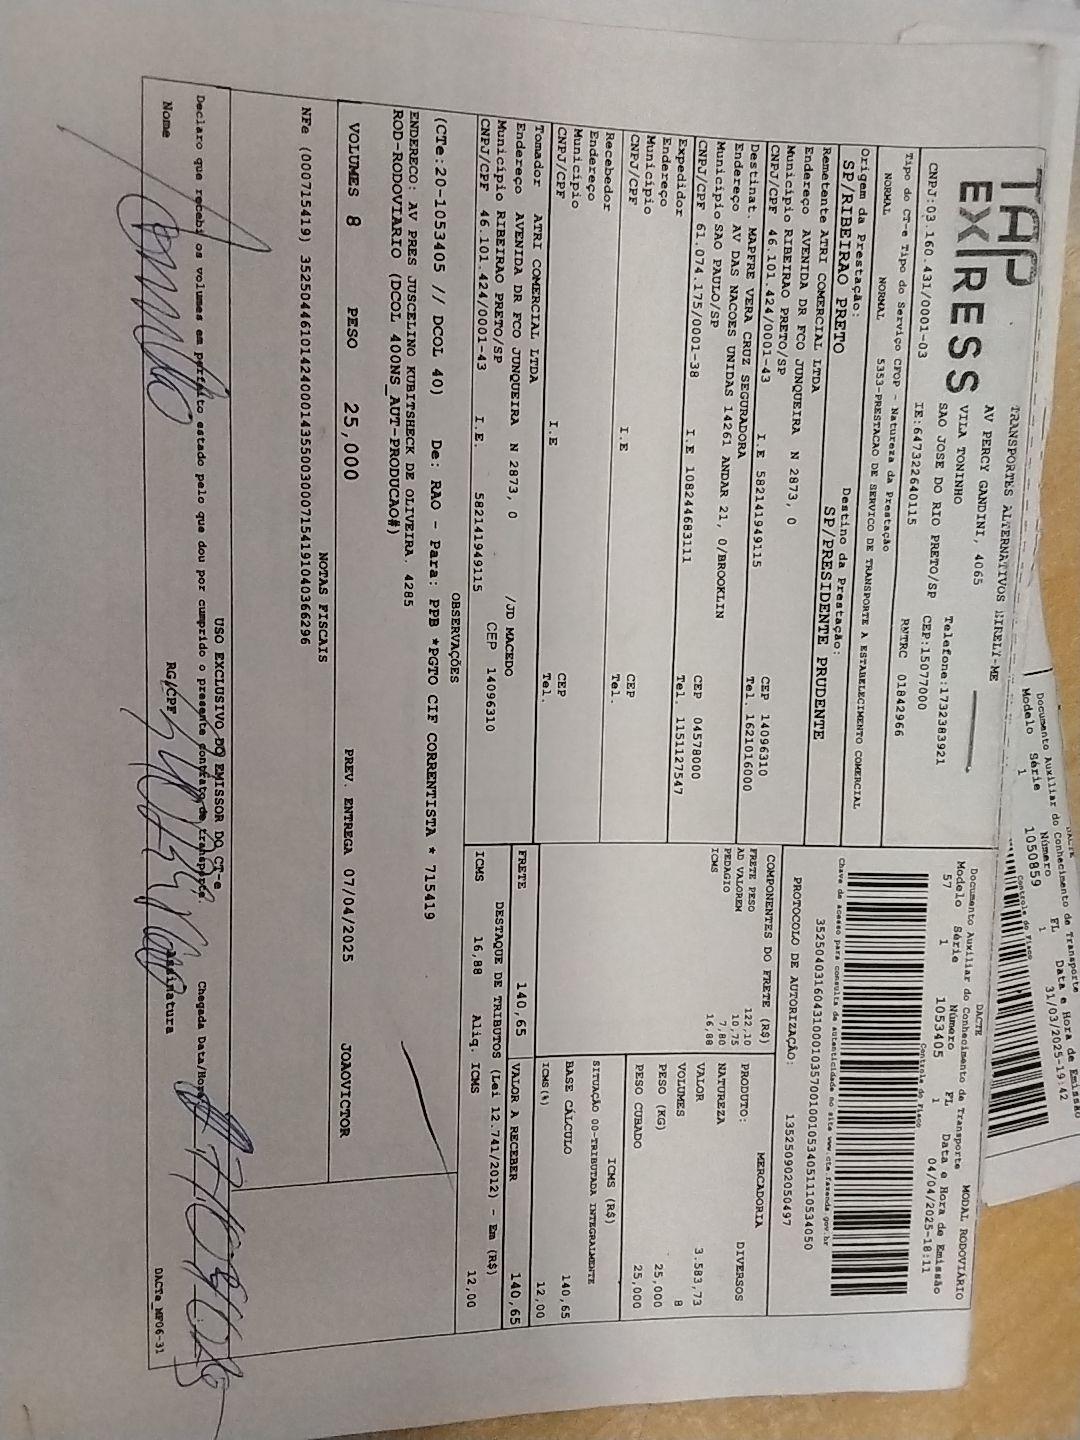 TAP
EXPRESS
TRANSPORTES ALTERNATIVOS EIRELI-ME
AV PERCY GANDINI, 4065
VILA TONINHO
SAO JOSE DO RIO PRETO/SP CEP:15077000
Telefone:1732383921
CNPJ:03.160.431/0001-03 IE:647322640115 RNTRC 01842966
Tipo do CT-e Tipo do Serviço CFOP - Natureza da Prestação
NORMAL NORMAL 5353-PRESTACAO DE SERVICO DE TRANSPORTE A ESTABELECIMENTO COMERCIAL
Origem da Prestação: Destino da Prestação:
SP/RIBEIRAO PRETO SP/PRESIDENTE PRUDENTE
Remetente ATRI COMERCIAL LTDA
Endereço AVENIDA DR FCO JUNQUEIRA N 2873, 0
Município RIBEIRAO PRETO/SP CEP 14096310
CNPJ/CPF 46.101.424/0001-43 I.E 582141949115 Tel. 1621016000
Destinat. MAPFRE VERA CRUZ SEGURADORA
Endereço AV DAS NACOES UNIDAS 14261 ANDAR 21, 0/BROOKLIN
Município SAO PAULO/SP CEP 04578000
CNPJ/CPF 61.074.175/0001-38 I.E 108244683111 Tel. 1151127547
Expedidor
Endereço
Município CEP
CNPJ/CPF I.E Tel.
Recebedor
Endereço
Município CEP
CNPJ/CPF I.E Tel.
Tomador ATRI COMERCIAL LTDA
Endereço AVENIDA DR FCO JUNQUEIRA N 2873, 0 /JD MACEDO
Município RIBEIRAO PRETO/SP CEP 14096310
CNPJ/CPF 46.101.424/0001-43 I.E. 582141949115
Documento Auxiliar do Conhecimento de Transporte
Modelo Série Número FL Data e Hora de Emissão
1 1050859 1 31/03/2025-19:42
Controle do Fisco
DACTE MODAL RODOVIÁRIO
Documento Auxiliar do Conhecimento de Transporte
Modelo Série Número FL Data e Hora de Emissão
57 1 1053405 1 04/04/2025-18:11
Controle do Fisco
Chave de acesso para consulta de autenticidade no site www.cte.fazenda.gov.br
35250403160431000103570010010534051110534050
PROTOCOLO DE AUTORIZAÇÃO: 135250902050497
COMPONENTES DO FRETE (R$)
FRETE PESO 122,10
AD VALOREM 10,75
PEDAGIO 7,80
ICMS 16,88
MERCADORIA
PRODUTO: DIVERSOS
NATUREZA
VALOR 3.583,73
VOLUMES 8
PESO (KG) 25,000
PESO CUBADO 25,000
ICMS (R$)
SITUAÇÃO 00-TRIBUTADA INTEGRALMENTE
BASE CÁLCULO 140,65
ICMS(%) 12,00
FRETE 140,65 VALOR A RECEBER 140,65
DESTAQUE DE TRIBUTOS (Lei 12.741/2012) - Em (R$)
ICMS 16,88 Aliq. ICMS 12,00
OBSERVAÇÕES
(CTe:20-1053405 // DCOL 40) De: RAO - Para: PPB *PGTO CIF CORRENTISTA * 715419
ENDERECO: AV PRES JUSCELINO KUBITSHECK DE OLIVEIRA. 4285
ROD-RODOVIARIO (DCOL 400NS_AUT-PRODUCAO#)
VOLUMES 8 PESO 25,000 PREV. ENTREGA 07/04/2025 JOAOVICTOR
NOTAS FISCAIS
NFe (000715419) 35250446101424000143550030007154191040366296
USO EXCLUSIVO DO EMISSOR DO CT-e
Declaro que recebi os volumes em perfeito estado pelo que dou por cumprido o presente contrato de transporte. Chegada Data/Hora
Nome RG/CPF Assinatura
DACTe_MF06-31